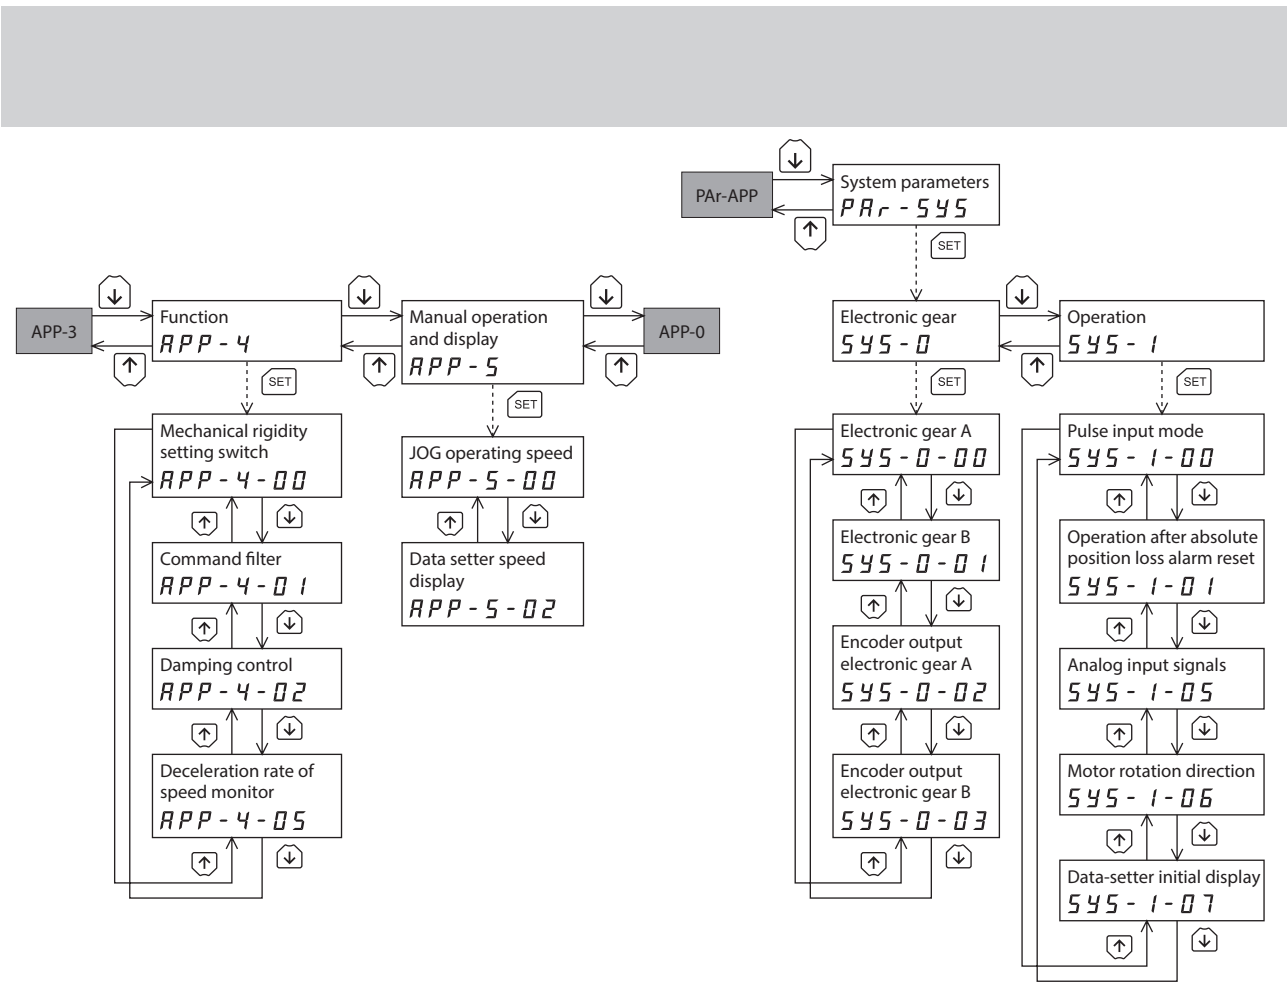 PAr-APP
System parameters
PAr-SYS
SET
APP-3
Function
APP-4
Manual operation
and display
APP-5
APP-0
SET
SET
Mechanical rigidity
setting switch
APP-4-00
Command filter
APP-4-01
Damping control
APP-4-02
Deceleration rate of
speed monitor
APP-4-05
JOG operating speed
APP-5-00
Data setter speed
display
APP-5-02
Electronic gear
SYS-0
Operation
SYS-1
SET
SET
Electronic gear A
SYS-0-00
Electronic gear B
SYS-0-01
Encoder output
electronic gear A
SYS-0-02
Encoder output
electronic gear B
SYS-0-03
Pulse input mode
SYS-1-00
Operation after absolute
position loss alarm reset
SYS-1-01
Analog input signals
SYS-1-05
Motor rotation direction
SYS-1-06
Data-setter initial display
SYS-1-07